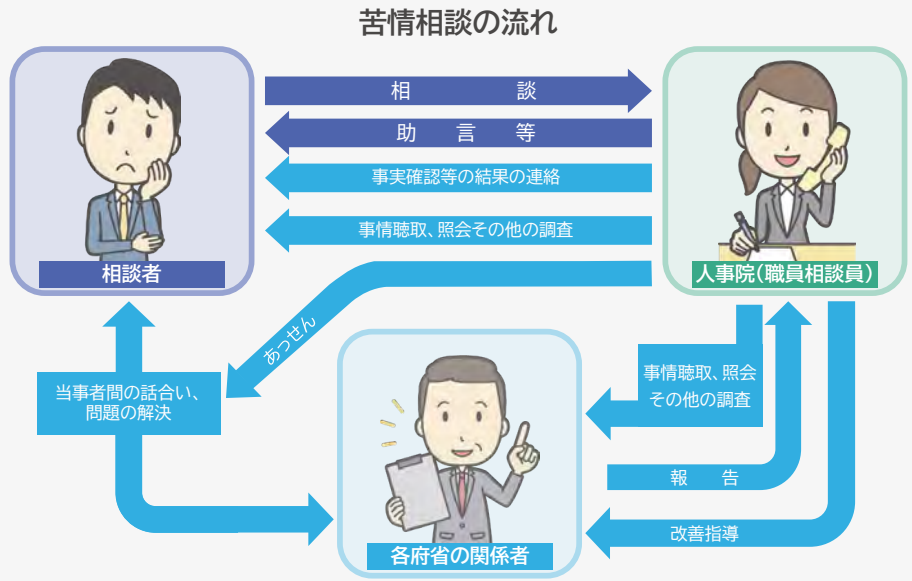 苦情相談の流れ
相談
助言等
事実確認等の結果の連絡
事情聴取、照会その他の調査
相談者
人事院(職員相談員)
あっせん
当事者間の話合い、
問題の解決
事情聴取、照会
その他の調査
報告
改善指導
各府省の関係者